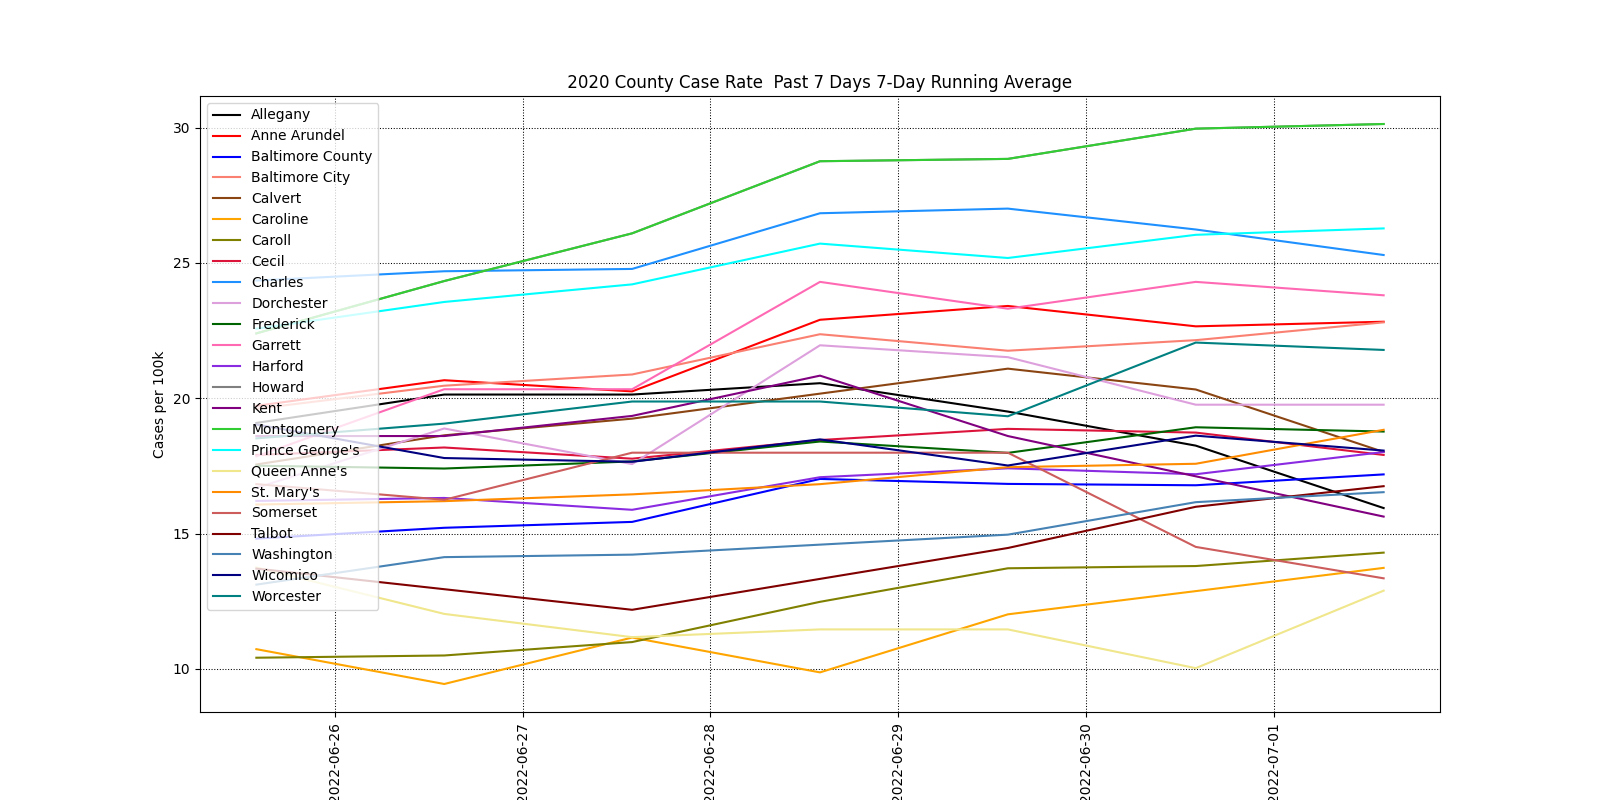 2020 County Case Rate  Past 7 Days 7-Day Running Average
Cases per 100k
30
25
20
15
10
Allegany
Anne Arundel
Baltimore County
Baltimore City
Calvert
Caroline
Caroll
Cecil
Charles
Dorchester
Frederick
Garrett
Harford
Howard
Kent
Montgomery
Prince George's
Queen Anne's
St. Mary's
Somerset
Talbot
Washington
Wicomico
Worcester
2022-06-26
2022-06-27
2022-06-28
2022-06-29
2022-06-30
2022-07-01